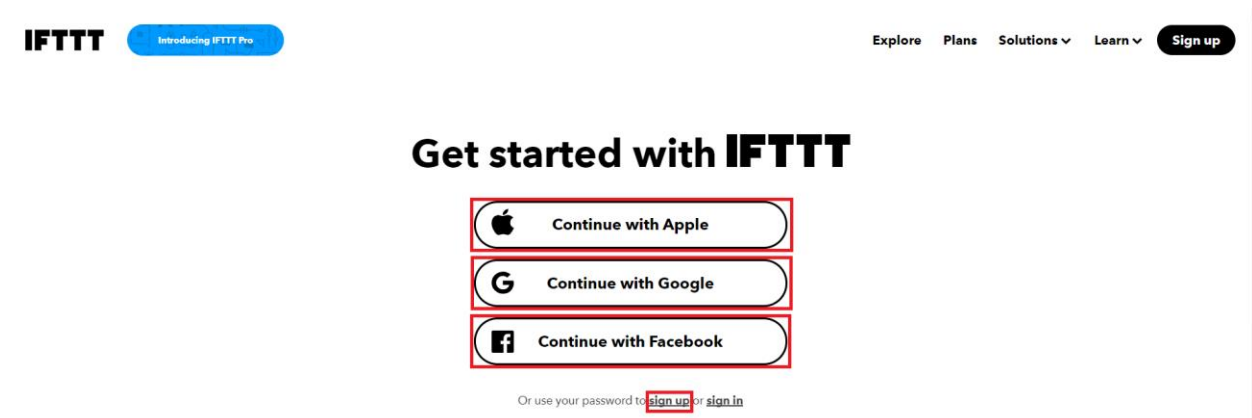 IFTTT Introducing IFTTT Pro Explore Plans Solutions Learn Sign up
Get started with IFTTT
Continue with Apple
Continue with Google
Continue with Facebook
Or use your password to sign up or sign in